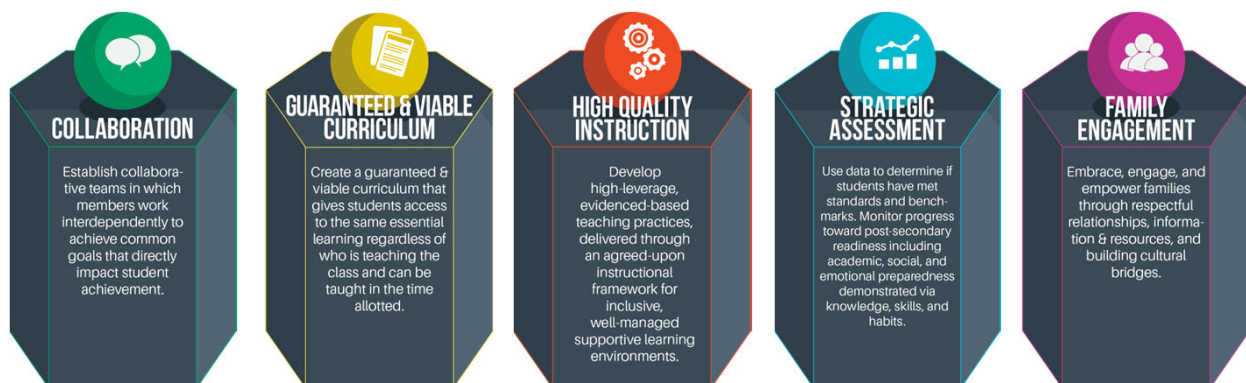 COLLABORATION
Establish collabora-
tive teams in which
members work
interdependently to
achieve common
goals that directly
impact student
achievement.
GUARANTEED & VIABLE
CURRICULUM
Create a guaranteed &
viable curriculum that
gives students access
to the same essential
learning regardless of
who is teaching the
class and can be
taught in the time
allotted.
HIGH QUALITY
INSTRUCTION
Develop
high-leverage,
evidenced-based
teaching practices,
delivered through
an agreed-upon
instructional
framework for
inclusive,
well-managed
supportive learning
environments.
STRATEGIC
ASSESSMENT
Use data to determine if
students have met
standards and bench-
marks. Monitor progress
toward post-secondary
readiness including
academic, social, and
emotional preparedness
demonstrated via
knowledge, skills, and
habits.
FAMILY
ENGAGEMENT
Embrace, engage, and
empower families
through respectful
relationships, informa-
tion & resources, and
building cultural
bridges.